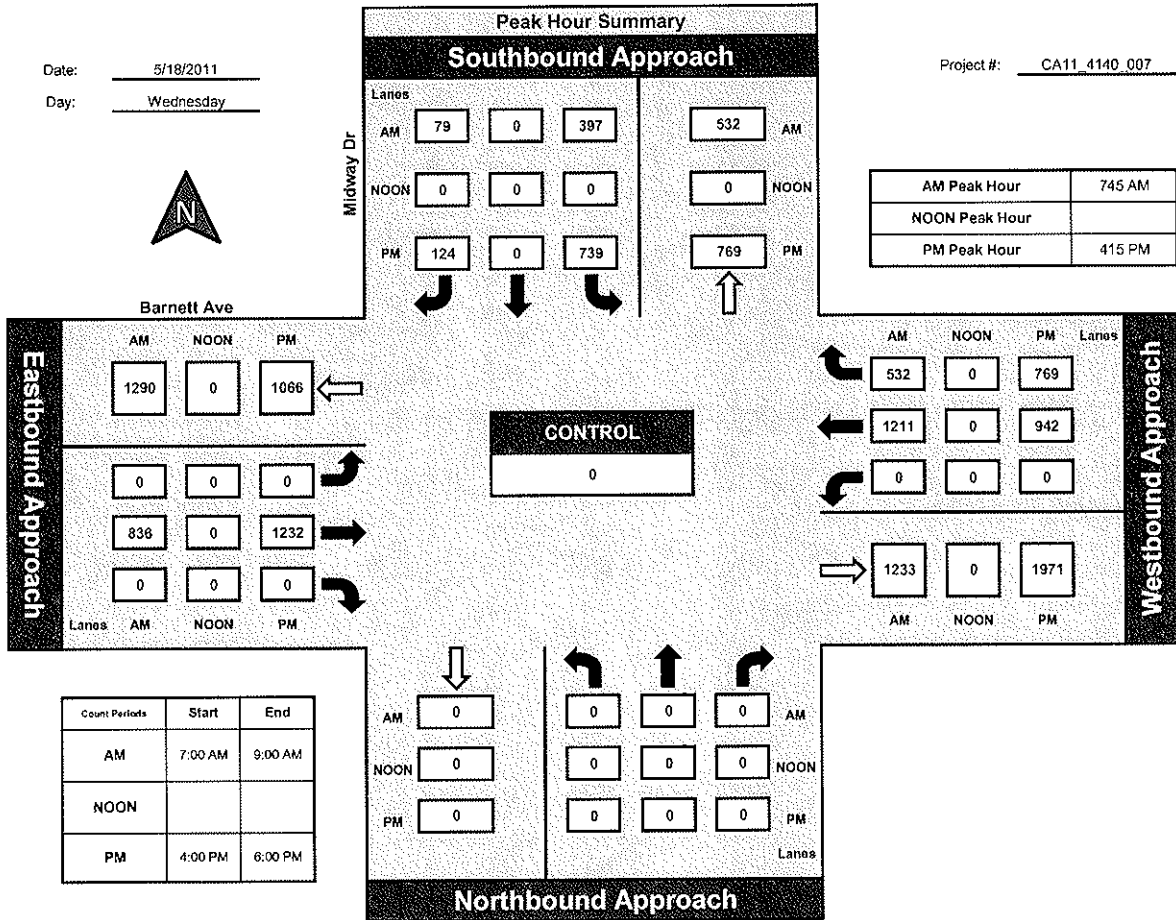 Peak Hour Summary
Southbound Approach
Date: 5/18/2011
Day: Wednesday
Project #: CA11_4140_007
Midway Dr
Lanes
AM 79 0 397 532 AM
NOON 0 0 0 0 NOON
PM 124 0 739 769 PM
N
AM Peak Hour 745 AM
NOON Peak Hour
PM Peak Hour 415 PM
Barnett Ave
Eastbound Approach
AM NOON PM
1290 0 1066
0 0 0
836 0 1232
0 0 0
Lanes AM NOON PM
CONTROL
0
Westbound Approach
AM NOON PM Lanes
532 0 769
1211 0 942
0 0 0
1233 0 1971
AM NOON PM
Count Periods Start End
AM 7:00 AM 9:00 AM
NOON
PM 4:00 PM 6:00 PM
AM 0 0 0 0 AM
NOON 0 0 0 0 NOON
PM 0 0 0 0 PM
Lanes
Northbound Approach